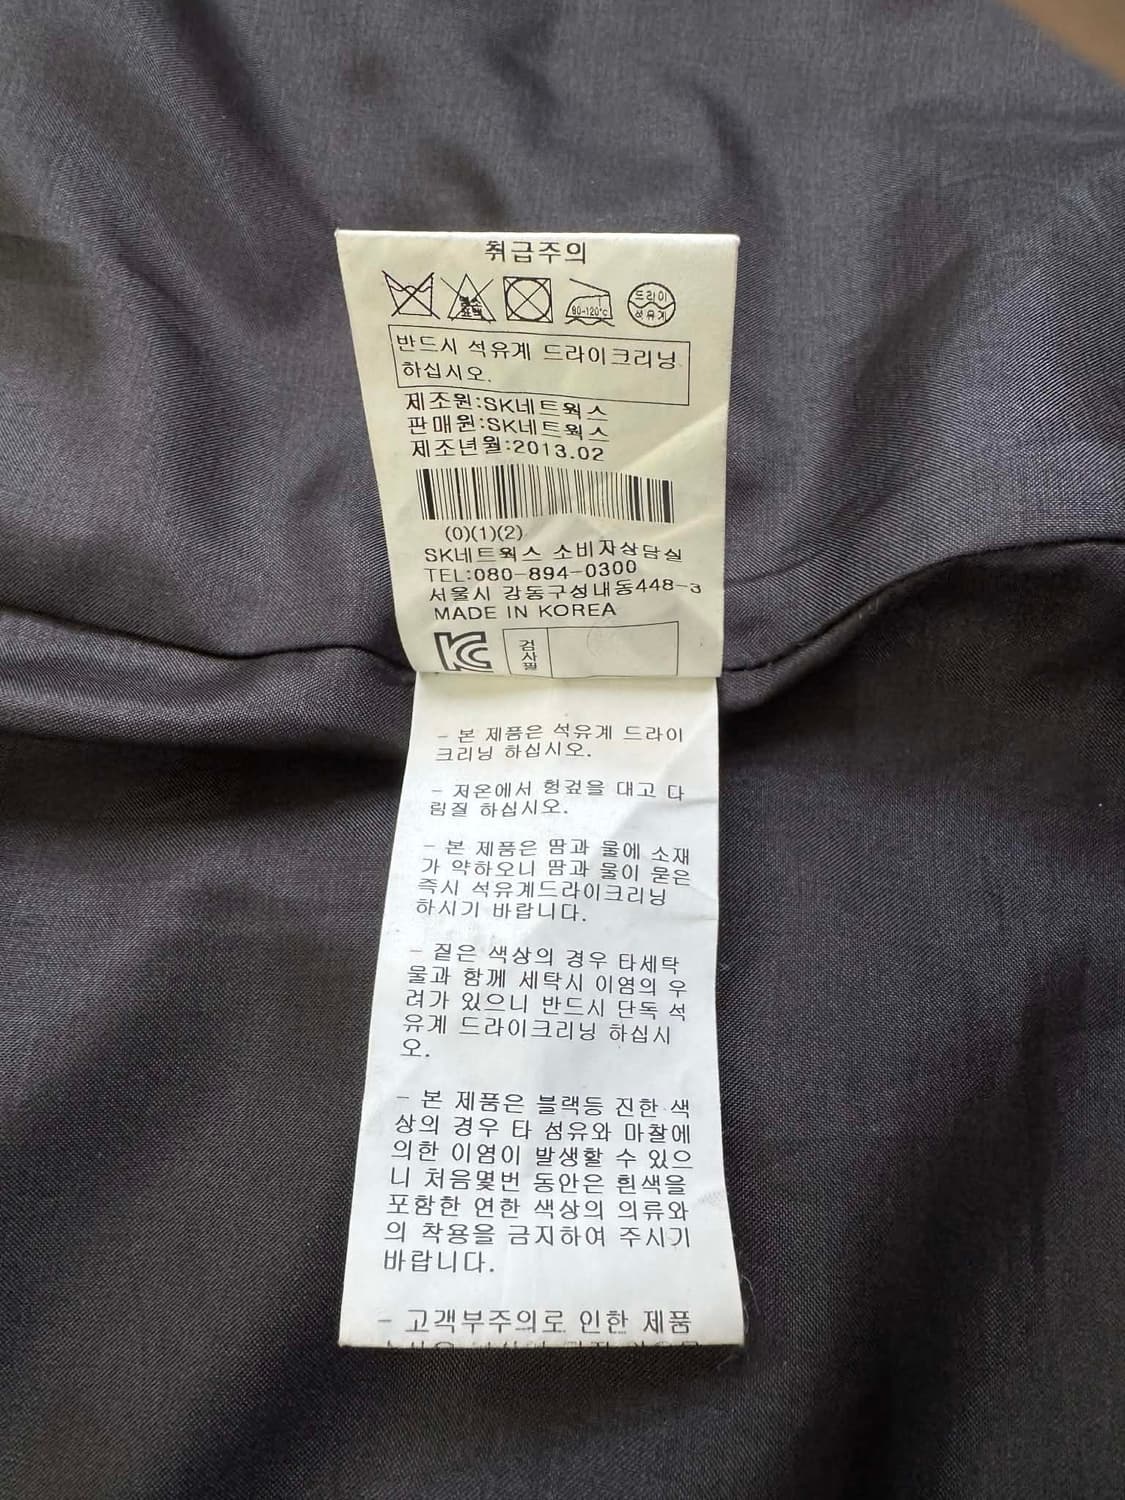 취급주의
80-120℃
드라이
석유계
반드시 석유계 드라이크리닝
하십시오.
제조원:SK네트웍스
판매원:SK네트웍스
제조년월:2013.02
(0)(1)(2)
SK네트웍스 소비자상담실
TEL:080-894-0300
서울시 강동구성내동448-3
MADE IN KOREA
검
사
필
- 본 제품은 석유계 드라이
크리닝 하십시오.
- 저온에서 헝겊을 대고 다
림질 하십시오.
- 본 제품은 땀과 물에 소재
가 약하오니 땀과 물이 묻은
즉시 석유계드라이크리닝
하시기 바랍니다.
- 짙은 색상의 경우 타세탁
물과 함께 세탁시 이염의 우
려가 있으니 반드시 단독 석
유계 드라이크리닝 하십시
오.
- 본 제품은 블랙등 진한 색
상의 경우 타 섬유와 마찰에
의한 이염이 발생할 수 있으
니 처음몇번 동안은 흰색을
포함한 연한 색상의 의류와
의 착용을 금지하여 주시기
바랍니다.
- 고객부주의로 인한 제품